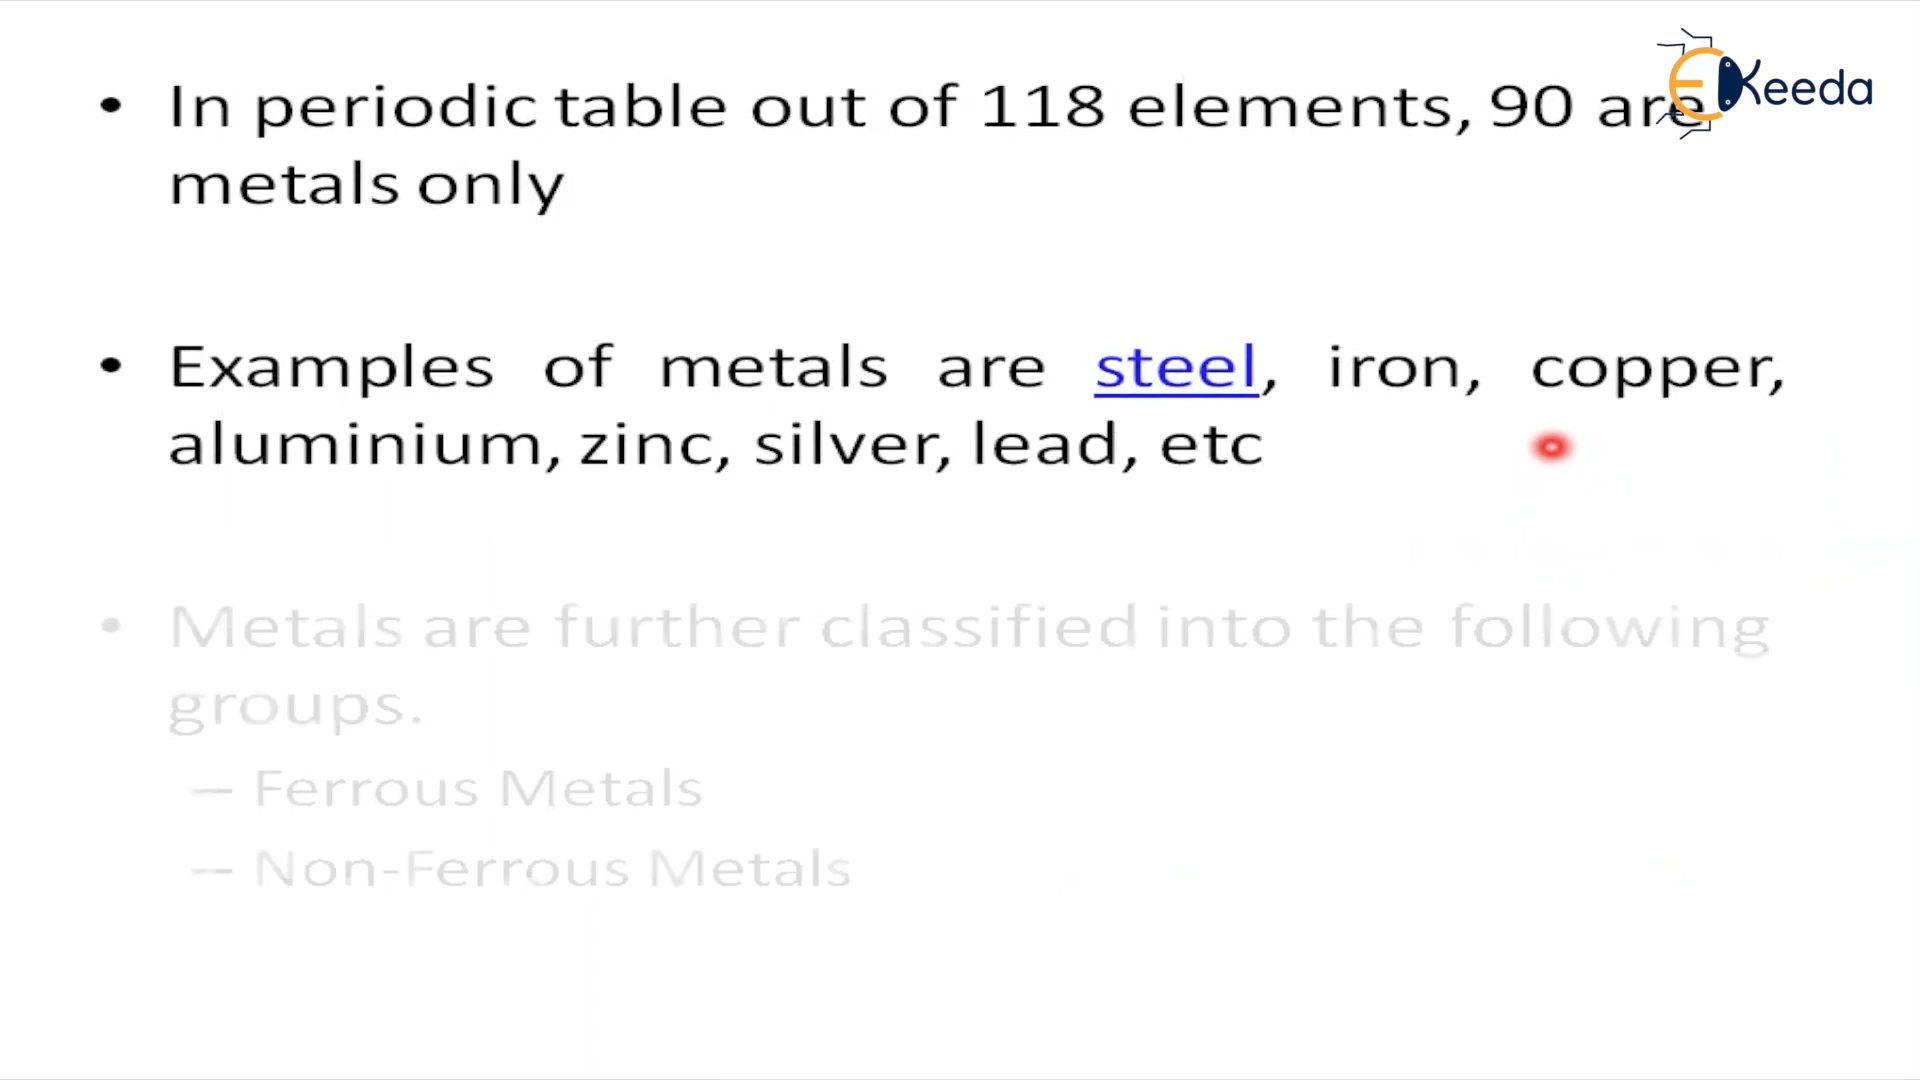 EKeeda
• In periodic table out of 118 elements, 90 are
metals only
• Examples of metals are steel, iron, copper,
aluminium, zinc, silver, lead, etc
• Metals are further classified into the following
groups.
– Ferrous Metals
– Non-Ferrous Metals